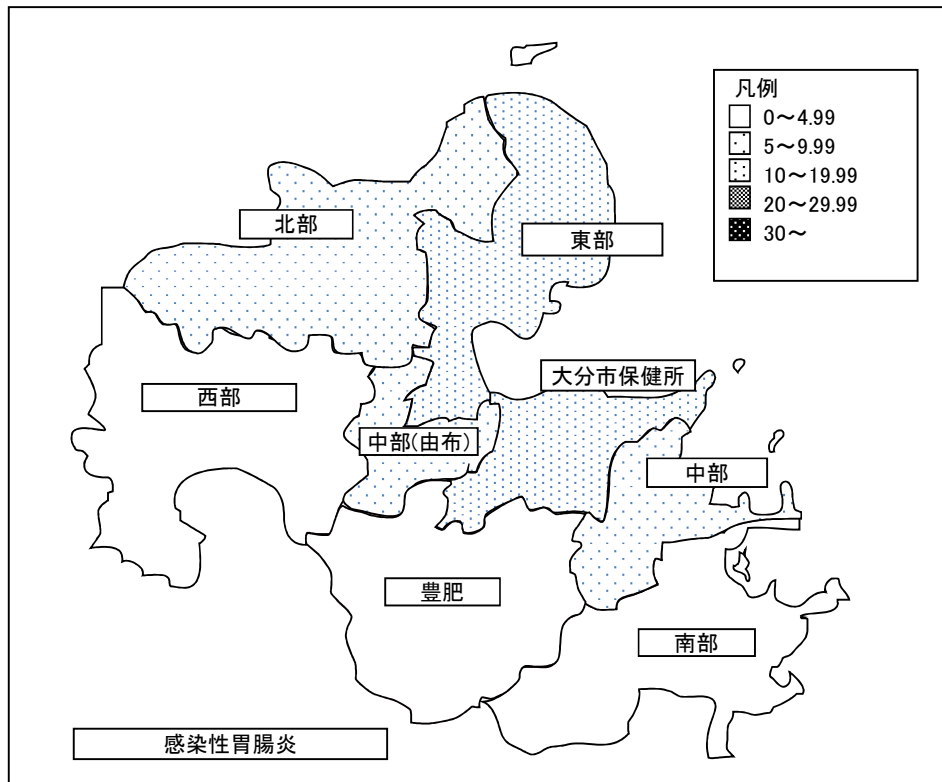 凡例
0～4.99
5～9.99
10～19.99
20～29.99
30～
北部
東部
大分市保健所
西部
中部(由布)
中部
豊肥
南部
感染性胃腸炎